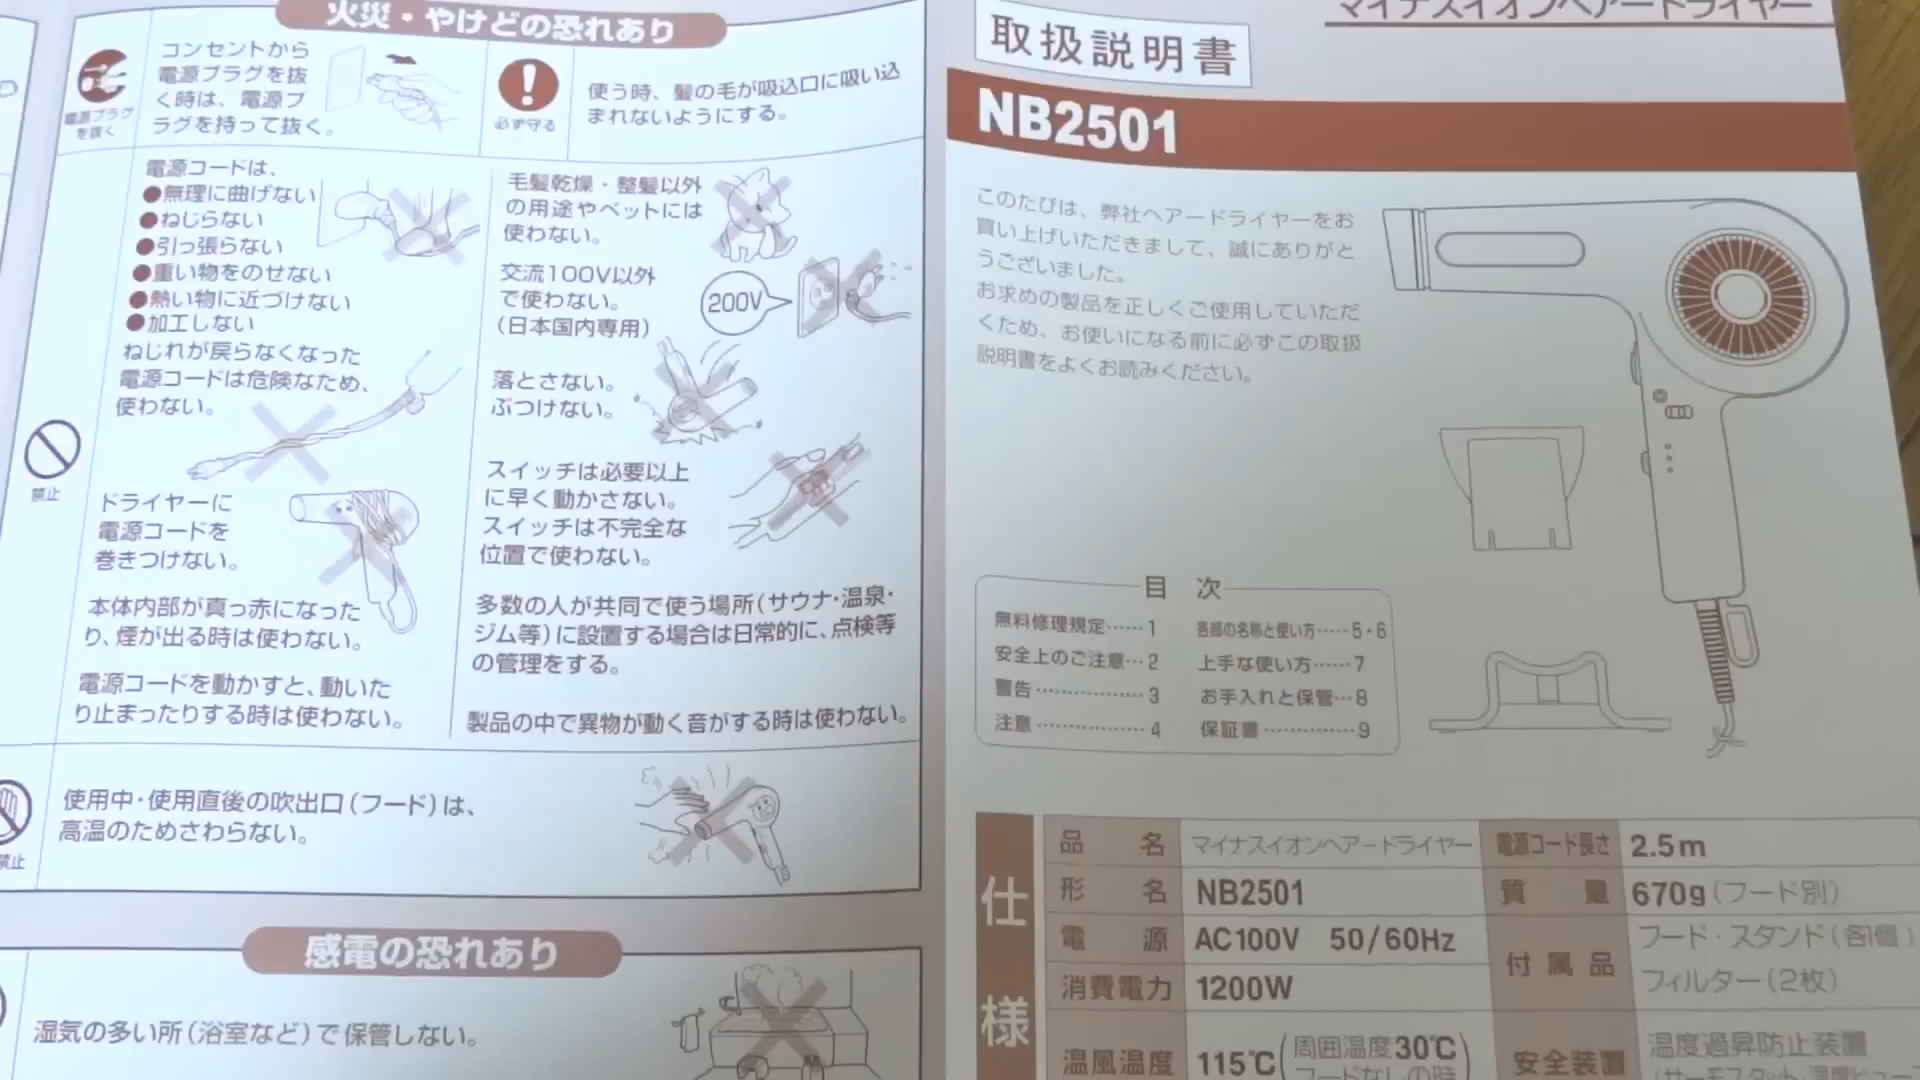 火災・やけどの恐れあり
コンセントから
電源プラグを抜
く時は、電源プ
ラグを持って抜く。
電源プラグ
を抜く
必ず守る
使う時、髪の毛が吸込口に吸い込
まれないようにする。
電源コードは、
●無理に曲げない
●ねじらない
●引っ張らない
●重い物をのせない
●熱い物に近づけない
●加工しない
ねじれが戻らなくなった
電源コードは危険なため、
使わない。
禁止
ドライヤーに
電源コードを
巻きつけない。
本体内部が真っ赤になった
り、煙が出る時は使わない。
電源コードを動かすと、動いた
り止まったりする時は使わない。
毛髪乾燥・整髪以外
の用途やペットには
使わない。
交流100V以外
で使わない。
(日本国内専用)
200V
落とさない。
ぶつけない。
スイッチは必要以上
に早く動かさない。
スイッチは不完全な
位置で使わない。
多数の人が共同で使う場所(サウナ・温泉・
ジム等)に設置する場合は日常的に、点検等
の管理をする。
製品の中で異物が動く音がする時は使わない。
使用中・使用直後の吹出口(フード)は、
高温のためさわらない。
禁止
感電の恐れあり
湿気の多い所(浴室など)で保管しない。
マイナスイオンヘアードライヤー
取扱説明書
NB2501
このたびは、弊社ヘアードライヤーをお
買い上げいただきまして、誠にありがと
うございました。
お求めの製品を正しくご使用していただ
くため、お使いになる前に必ずこの取扱
説明書をよくお読みください。
目 次
無料修理規定……1
安全上のご注意…2
警告………………3
注意………………4
各部の名称と使い方……5・6
上手な使い方……7
お手入れと保管…8
保証書……………9
仕様
品名 マイナスイオンヘアードライヤー 電源コード長さ 2.5m
形名 NB2501 質量 670g(フード別)
電源 AC100V 50/60Hz 付属品 フード・スタンド(各1個)
フィルター(2枚)
消費電力 1200W
温風温度 115℃(周囲温度30℃ 安全装置 温度過昇防止装置
フードなしの時)